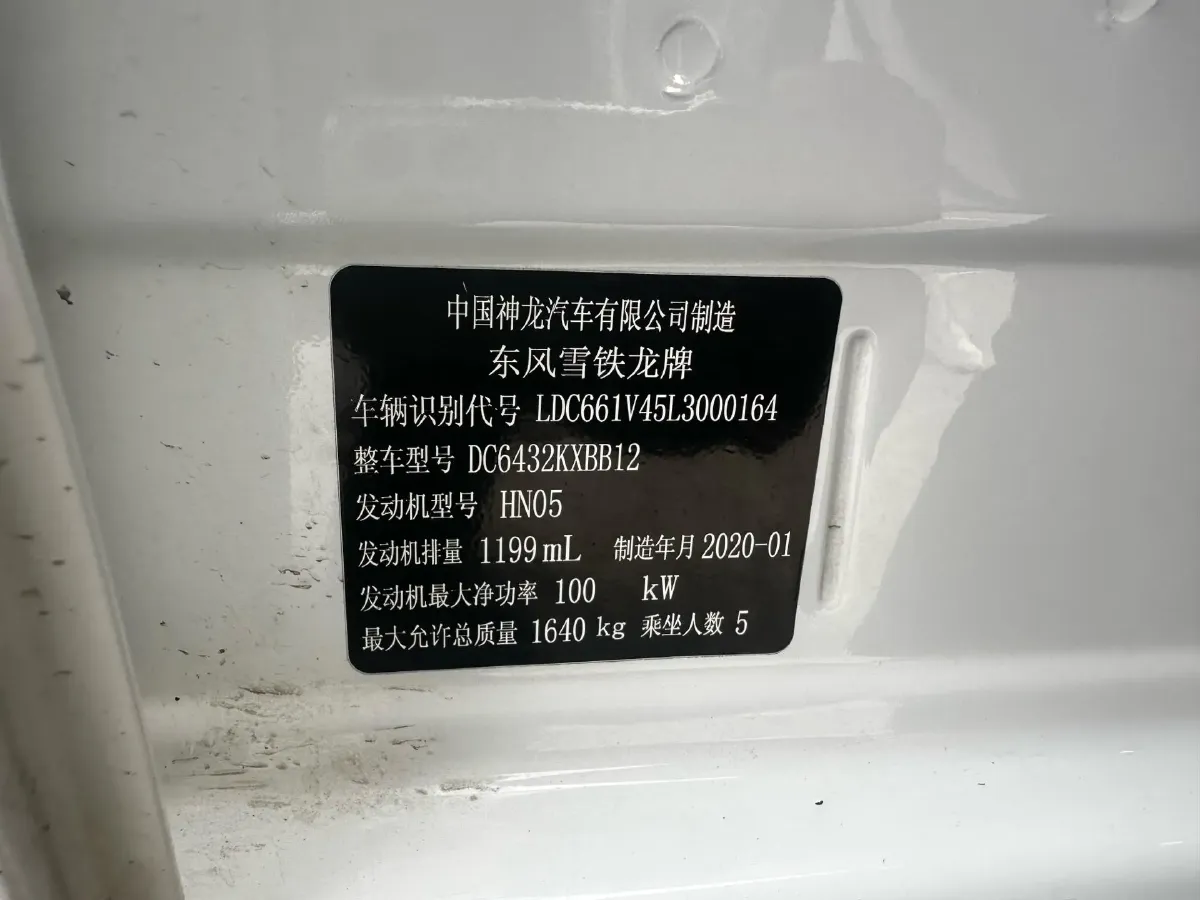 中国神龙汽车有限公司制造
东风雪铁龙牌
车辆识别代号 LDC661V45L3000164
整车型号 DC6432KXBB12
发动机型号 HN05
发动机排量 1199mL 制造年月 2020-01
发动机最大净功率 100 kW
最大允许总质量 1640 kg 乘坐人数 5